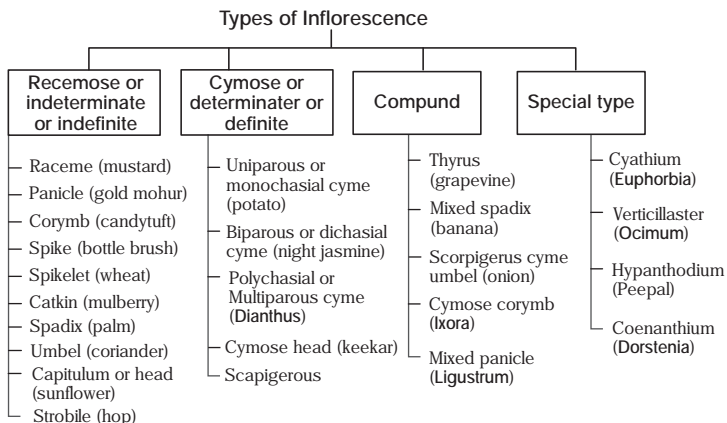 Types of Inflorescence
Recemose or
indeterminate
or indefinite
Raceme (mustard)
Panicle (gold mohur)
Corymb (candytuft)
Spike (bottle brush)
Spikelet (wheat)
Catkin (mulberry)
Spadix (palm)
Umbel (coriander)
Capitulum or head
(sunflower)
Strobile (hop)
Cymose or
determinater or
definite
Uniparous or
monochasial cyme
(potato)
Biparous or dichasial
cyme (night jasmine)
Polychasial or
Multiparous cyme
(Dianthus)
Cymose head (keekar)
Scapigerous
Compund
Thyrus
(grapevine)
Mixed spadix
(banana)
Scorpigerus cyme
umbel (onion)
Cymose corymb
(Ixora)
Mixed panicle
(Ligustrum)
Special type
Cyathium
(Euphorbia)
Verticillaster
(Ocimum)
Hypanthodium
(Peepal)
Coenanthium
(Dorstenia)